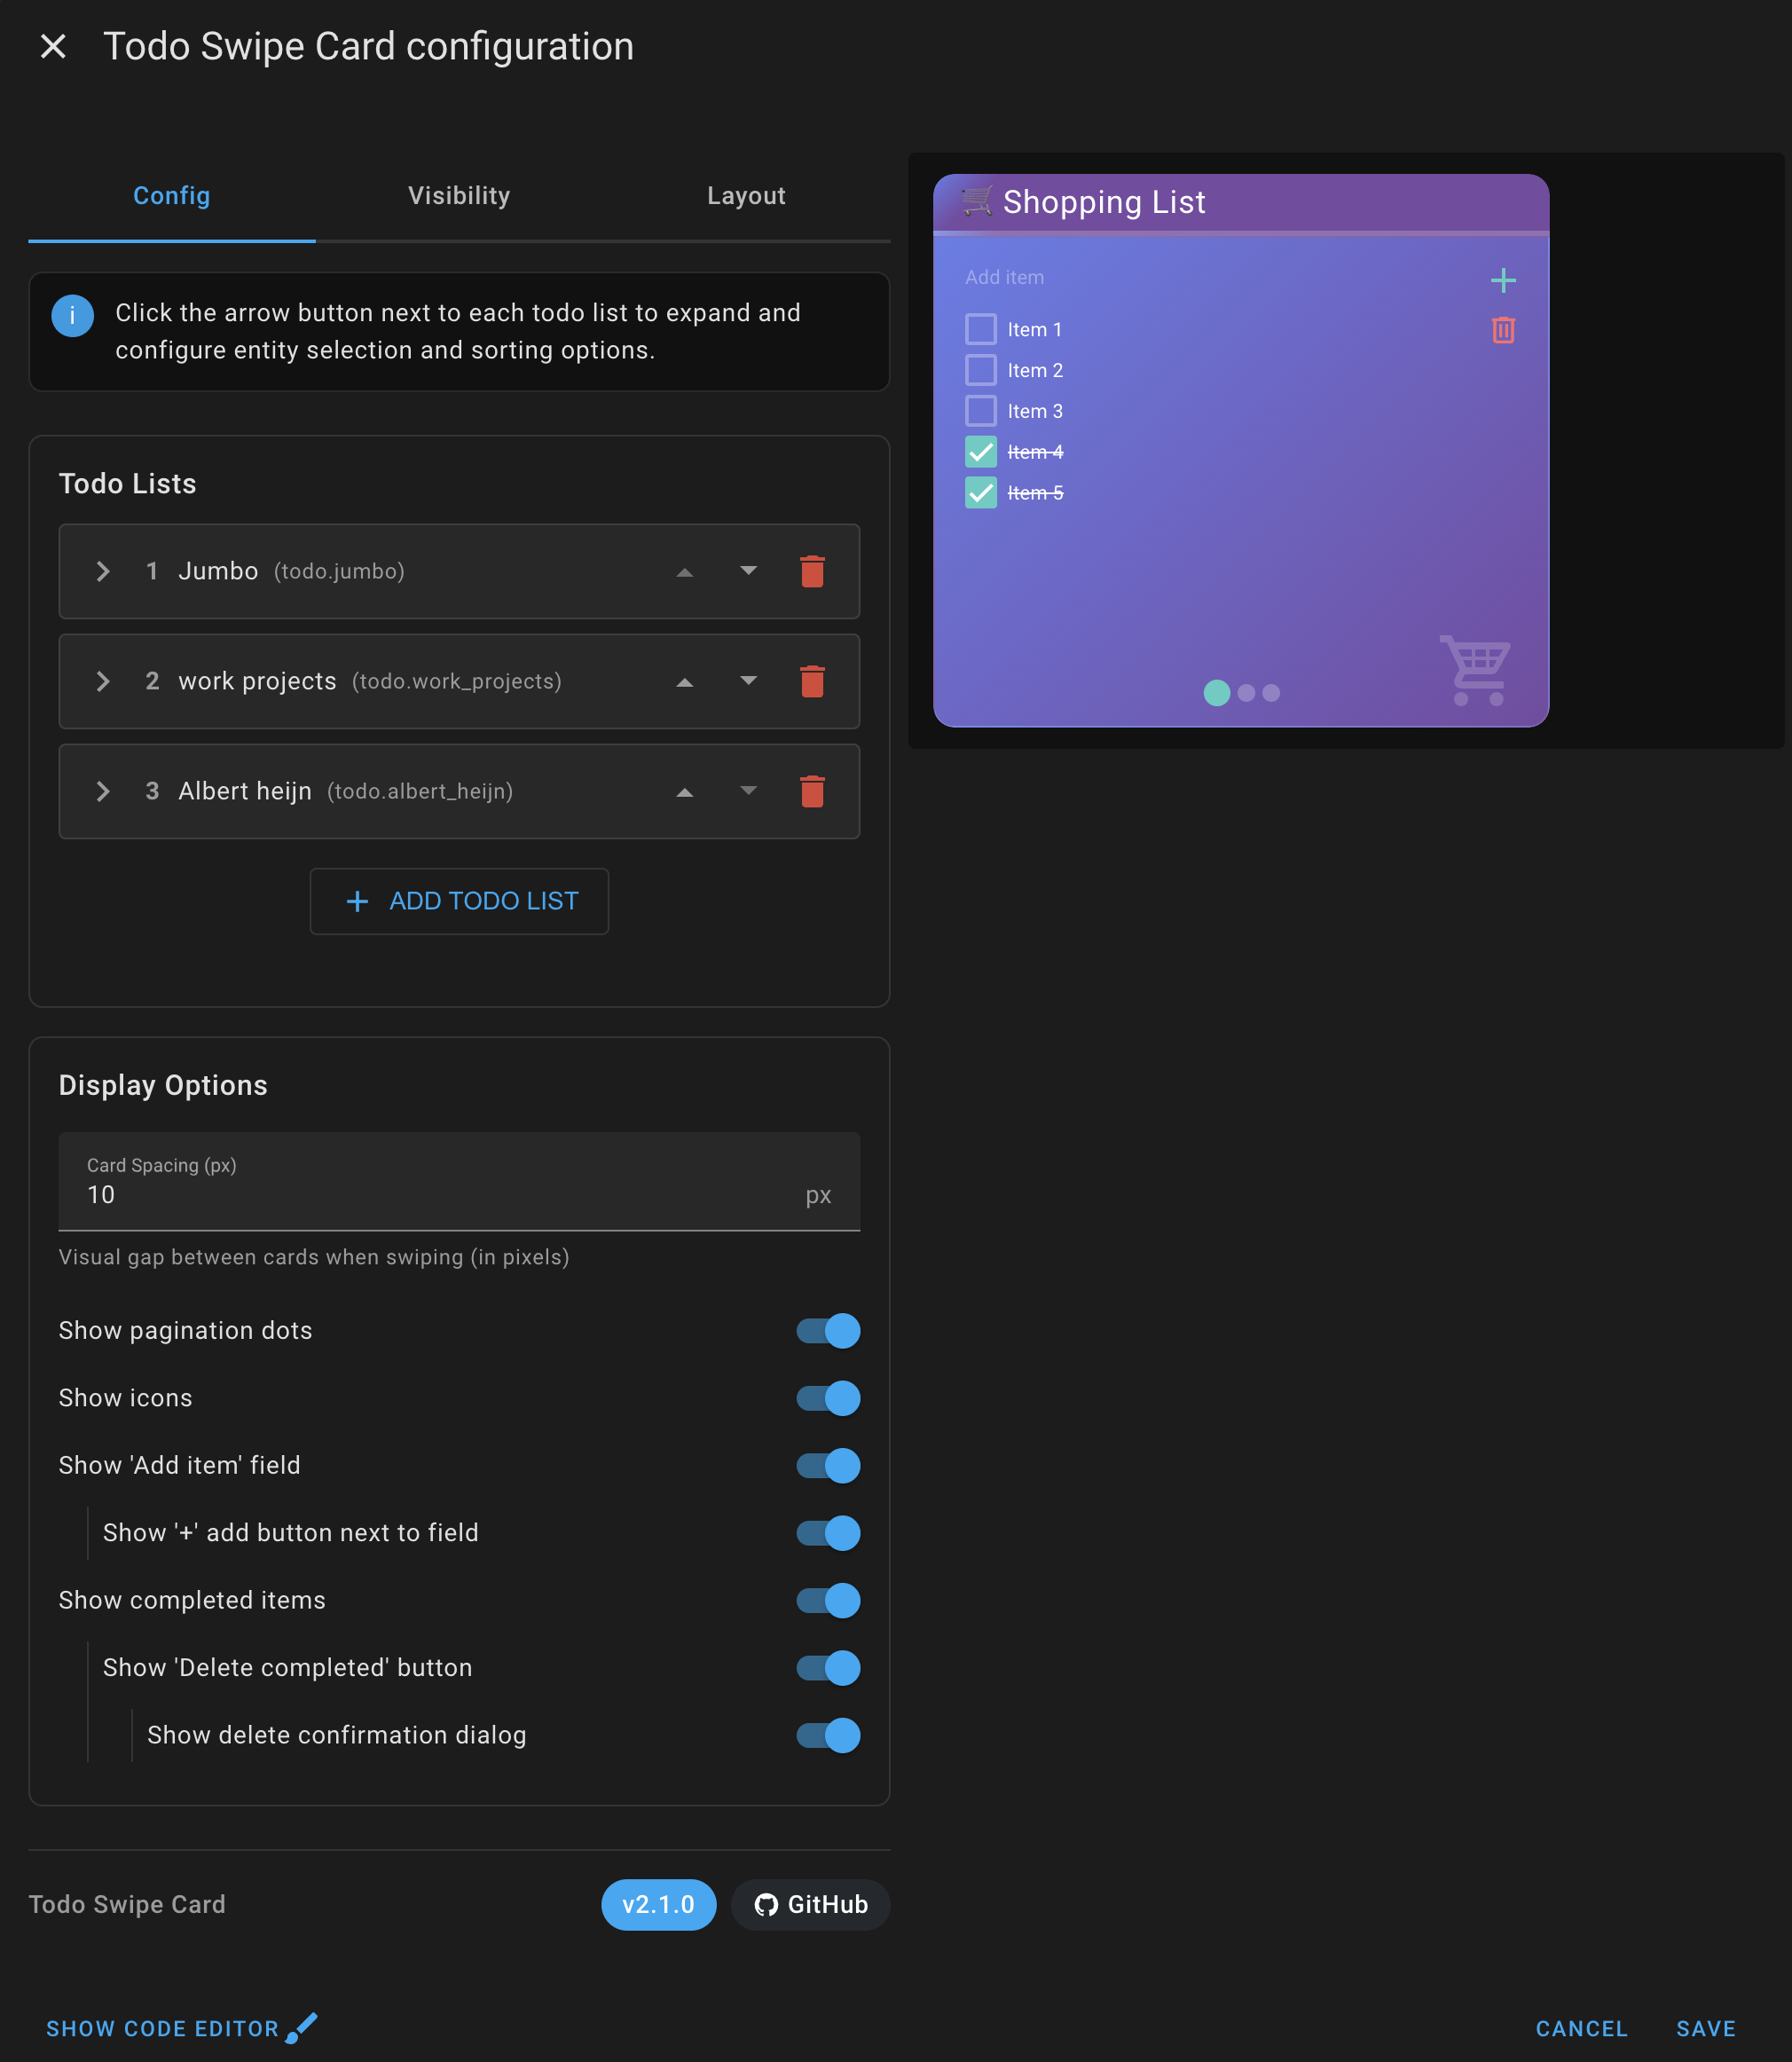 Todo Swipe Card configuration
Config
Visibility
Layout
i
Click the arrow button next to each todo list to expand and
configure entity selection and sorting options.
Todo Lists
1 Jumbo (todo.jumbo)
2 work projects (todo.work_projects)
3 Albert heijn (todo.albert_heijn)
+ ADD TODO LIST
Display Options
Card Spacing (px)
10 px
Visual gap between cards when swiping (in pixels)
Show pagination dots
Show icons
Show 'Add item' field
Show '+' add button next to field
Show completed items
Show 'Delete completed' button
Show delete confirmation dialog
Todo Swipe Card
v2.1.0
GitHub
🛒 Shopping List
Add item
Item 1
Item 2
Item 3
Item 4
Item 5
SHOW CODE EDITOR
CANCEL
SAVE